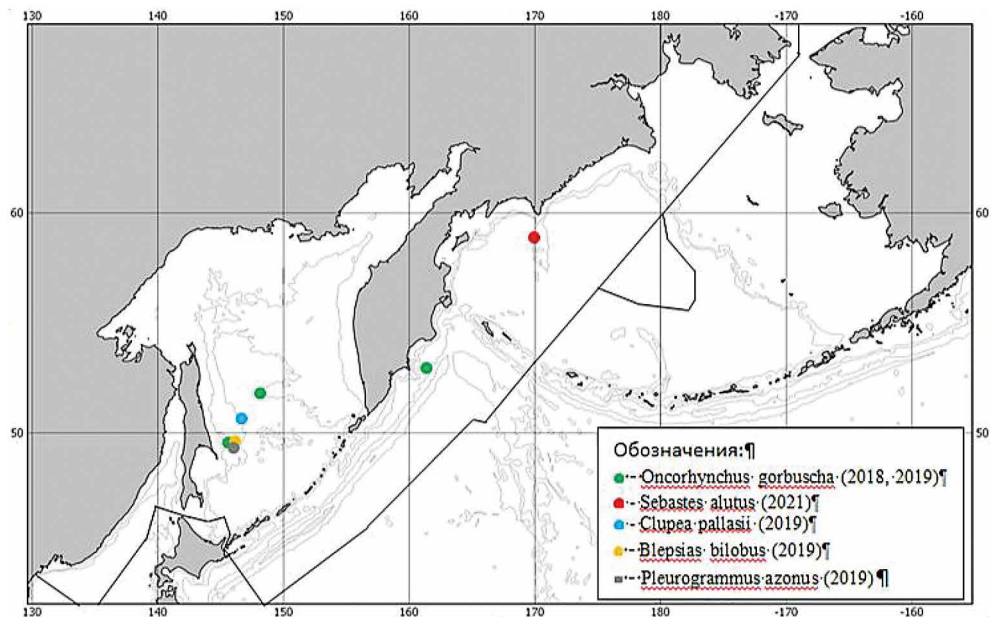 130 140 150 160 170 180 -170 -160
60 60
50 50
Обозначения:¶
Oncorhynchus· gorbuscha·(2018,·2019)¶
Sebastes·alutus·(2021)¶
Clupea·pallasii·(2019)¶
Blepsias·bilobus·(2019)¶
Pleurogrammus·azonus·(2019)·¶
130 140 150 160 170 180 -170 -160